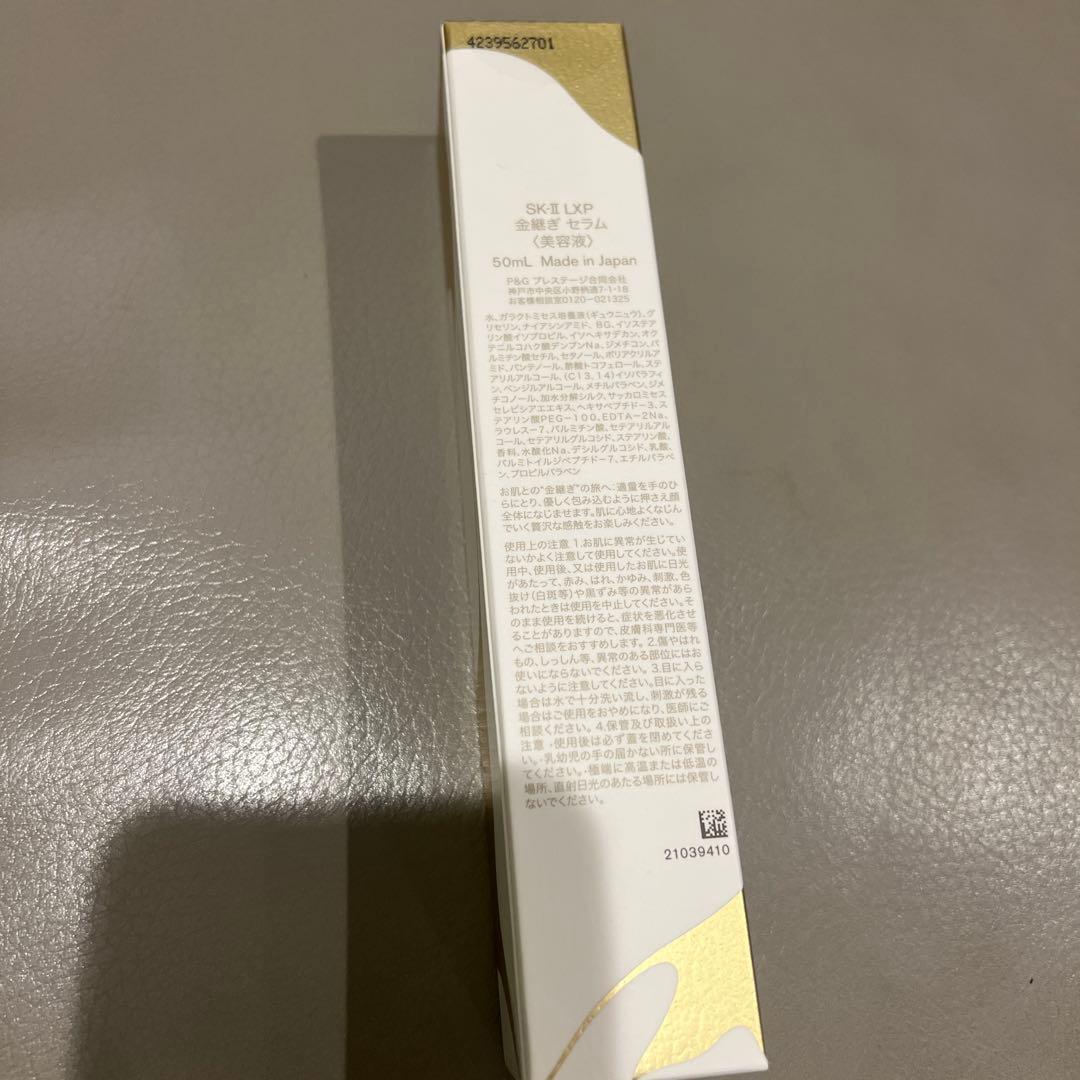 4239562701
SK-II LXP
金継ぎ セラム
〈美容液〉
50mL Made in Japan
P&G プレステージ合同会社
神戸市中央区小野柄通7-1-18
お客様相談室0120-021325
水、ガラクトミセス培養液(ギュウニュウ)、グ
リセリン、ナイアシンアミド、BG、イソステア
リン酸イソプロピル、イソヘキサデカン、オク
テニルコハク酸デンプンNa、ジメチコン、パ
ルミチン酸セチル、セタノール、ポリアクリルア
ミド、パンテノール、酢酸トコフェロール、ステ
アリルアルコール、(C13,14)イソパラフィ
ン、ベンジルアルコール、メチルパラベン、ジメ
チコノール、加水分解シルク、サッカロミセス
セレビシアエエキス、ヘキサペプチド-3、ス
テアリン酸PEG-100、EDTA-2Na、
ラウレス-7、パルミチン酸、セテアリルアル
コール、セテアリルグルコシド、ステアリン酸、
香料、水酸化Na、デシルグルコシド、乳酸、
パルミトイルジペプチド-7、エチルパラベ
ン、プロピルパラベン
お肌との“金継ぎ”の旅へ:適量を手のひ
らにとり、優しく包み込むように押さえ顔
全体になじませます。肌に心地よくなじん
でいく贅沢な感触をお楽しみください。
使用上の注意 1.お肌に異常が生じてい
ないかよく注意して使用してください。使
用中、使用後、又は使用したお肌に日光
があたって、赤み、はれ、かゆみ、刺激、色
抜け(白斑等)や黒ずみ等の異常があら
われたときは使用を中止してください。そ
のまま使用を続けると、症状を悪化させ
ることがありますので、皮膚科専門医等
へご相談をおすすめします。2.傷やはれ
もの、しっしん等、異常のある部位にはお
使いにならないでください。3.目に入ら
ないように注意してください。目に入った
場合は水で十分洗い流し、刺激が残る
場合はご使用をおやめになり、医師にご
相談ください。4.保管及び取扱い上の
注意・使用後は必ず蓋を閉めてくださ
い。・乳幼児の手の届かない所に保管し
てください。・極端に高温または低温の
場所、直射日光のあたる場所には保管し
ないでください。
21039410